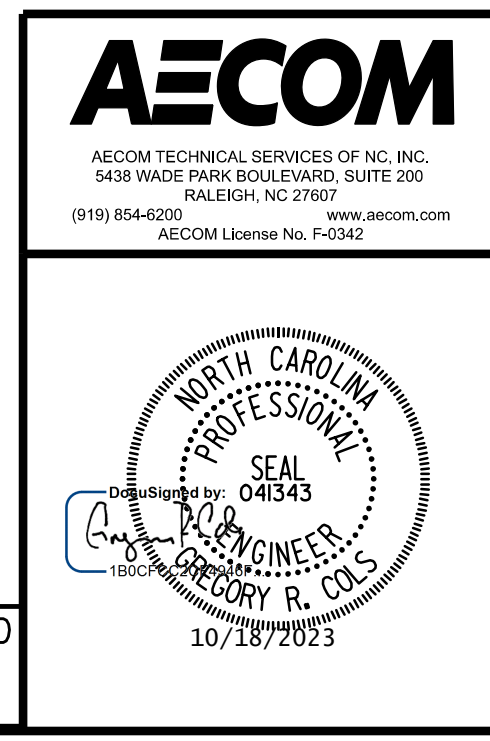 AECOM
AECOM TECHNICAL SERVICES OF NC, INC.
5438 WADE PARK BOULEVARD, SUITE 200
RALEIGH, NC 27607
(919) 854-6200 www.aecom.com
AECOM License No. F-0342
NORTH CAROLINA
PROFESSIONAL
SEAL
041343
ENGINEER
GREGORY R. COLS
DocuSigned by:
10/18/2023